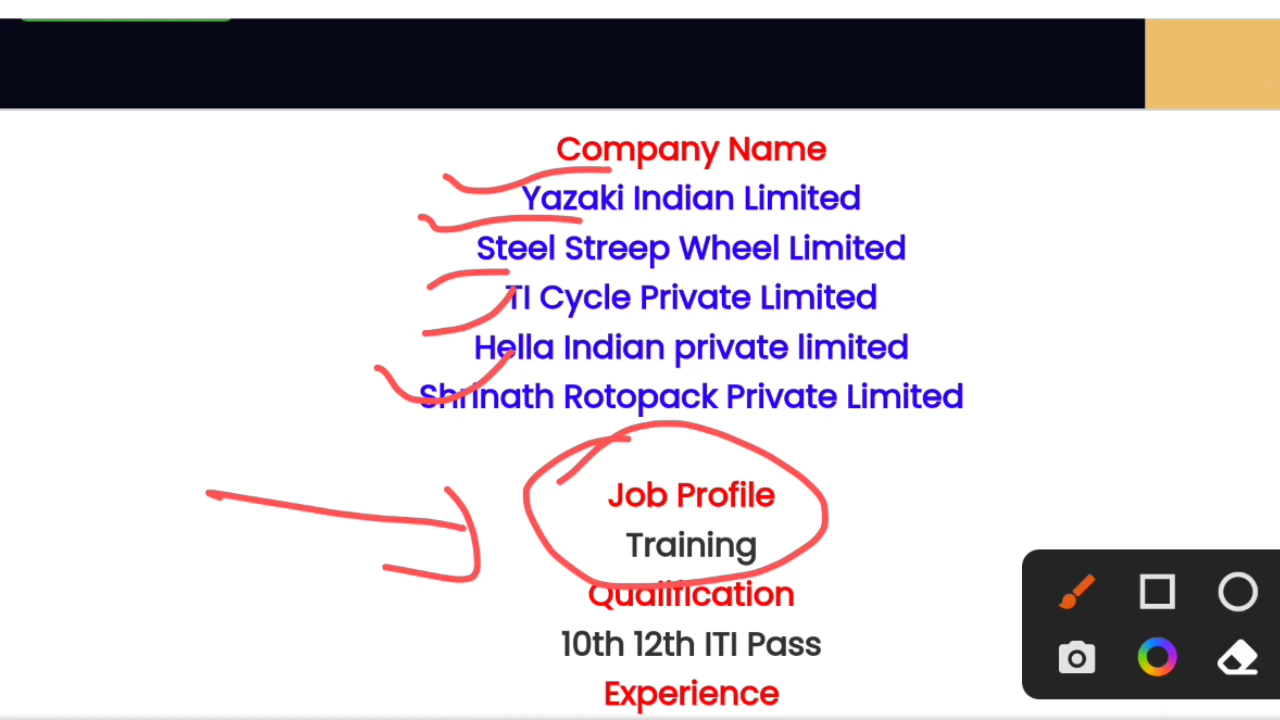 Company Name
Yazaki Indian Limited
Steel Streep Wheel Limited
TI Cycle Private Limited
Hella Indian private limited
Shrinath Rotopack Private Limited
Job Profile
Training
Qualification
10th 12th ITI Pass
Experience